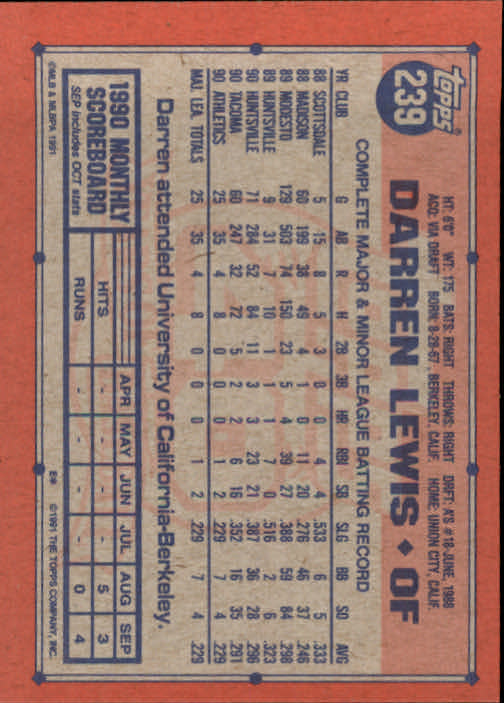 topps
239
DARREN LEWIS ◆ OF
HT: 6'0" WT: 175 BATS: RIGHT THROWS: RIGHT DRFT: A'S #18-JUNE, 1988
ACQ: VIA DRAFT BORN: 8-28-67, BERKELEY, CALIF. HOME: UNION CITY, CALIF.
COMPLETE MAJOR & MINOR LEAGUE BATTING RECORD
YR CLUB G AB R H 2B 3B HR RBI SB SLG BB SO AVG
88 SCOTTSDALE 5 15 8 5 3 0 0 4 4 .533 6 5 .333
88 MADISON 60 199 38 49 4 1 0 11 20 .276 46 37 .246
89 MODESTO 129 503 74 150 23 5 4 39 27 .388 59 84 .298
89 HUNTSVILLE 9 31 7 10 1 1 1 7 0 .516 2 6 .323
90 HUNTSVILLE 71 284 52 84 11 3 3 23 21 .387 36 28 .296
90 TACOMA 60 247 32 72 5 2 2 6 16 .352 16 35 .291
90 ATHLETICS 25 35 4 8 0 0 0 1 2 .229 7 4 .229
MAJ. LEA. TOTALS 25 35 4 8 0 0 0 1 2 .229 7 4 .229
Darren attended University of California-Berkeley.
1990 MONTHLY
SCOREBOARD
SEP includes OCT stats
APR MAY JUN JUL AUG SEP
HITS - - - - 5 3
RUNS - - - - 0 4
©MLB & MLBPA 1991
E* ©1991 THE TOPPS COMPANY, INC.